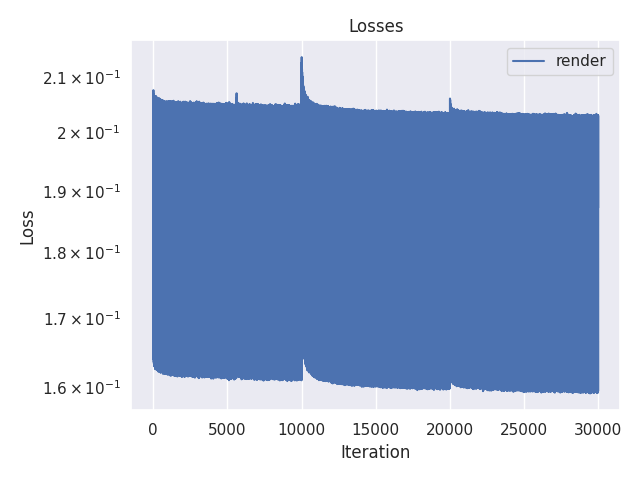 Losses
render
2.1 × 10⁻¹
2 × 10⁻¹
1.9 × 10⁻¹
1.8 × 10⁻¹
1.7 × 10⁻¹
1.6 × 10⁻¹
Loss
0 5000 10000 15000 20000 25000 30000
Iteration